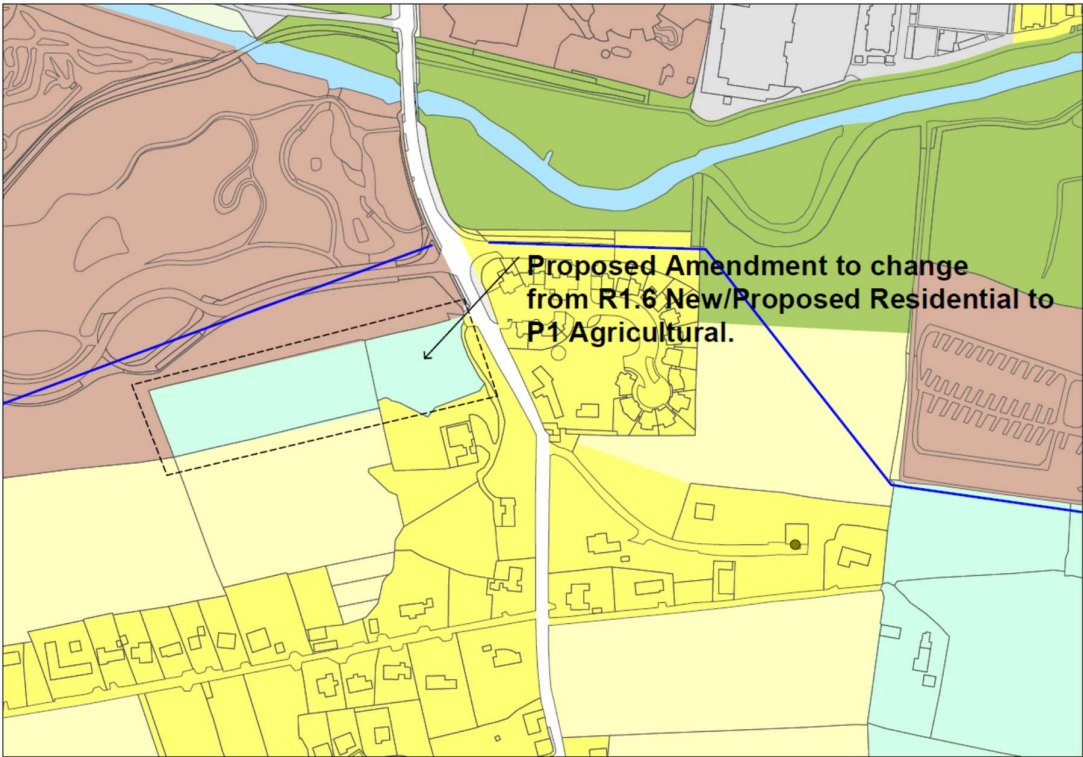 Proposed Amendment to change
from R1.6 New/Proposed Residential to
P1 Agricultural.